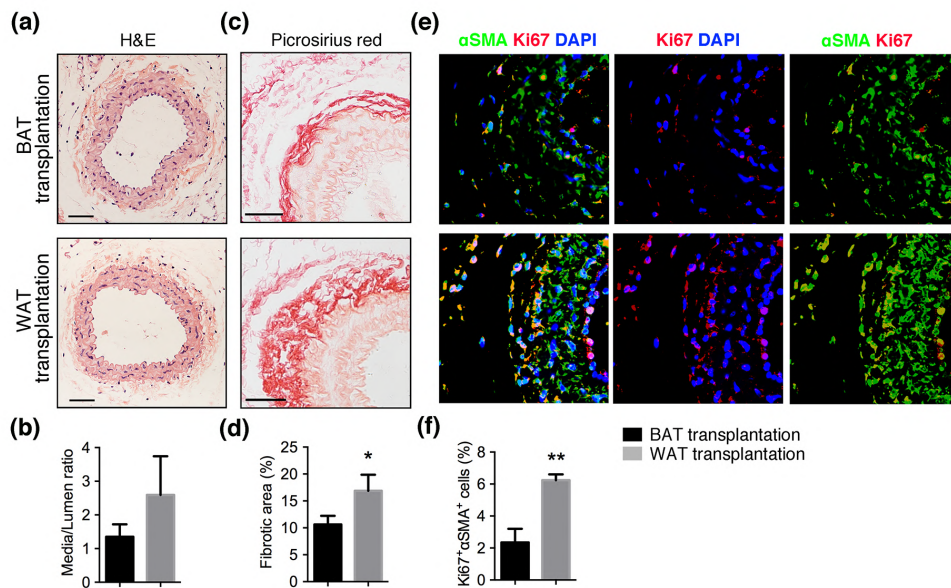 (a)
(c)
(e)
H&E
Picrosirius red
αSMA Ki67 DAPI
Ki67 DAPI
αSMA Ki67
BAT
transplantation
WAT
transplantation
(b)
(d)
(f)
BAT transplantation
WAT transplantation
Media/Lumen ratio
4
3
2
1
0
Fibrotic area (%)
25
20
15
10
5
0
*
Ki67⁺αSMA⁺ cells (%)
8
6
4
2
0
**